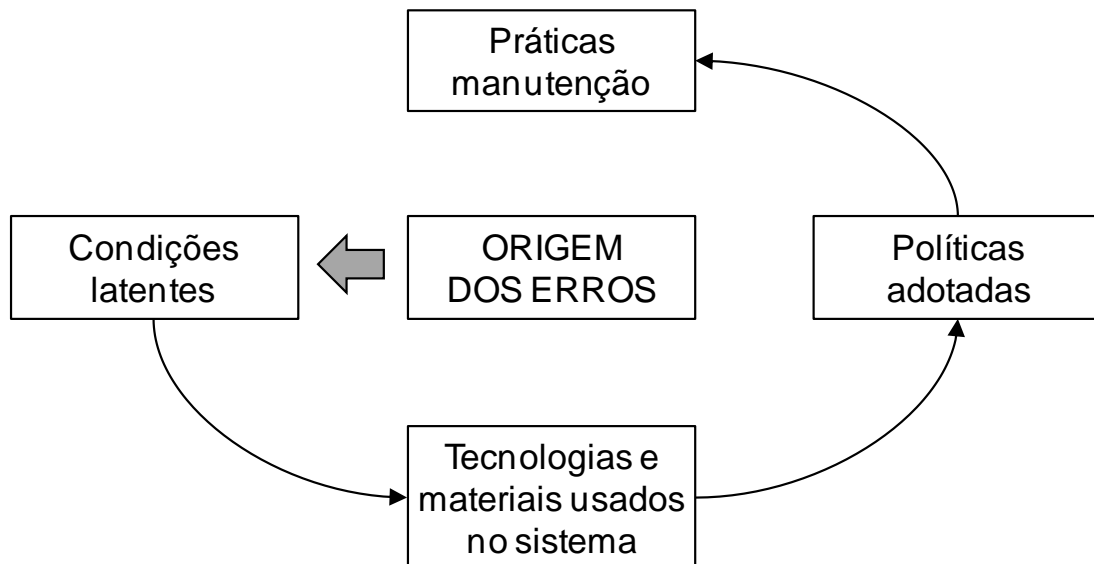 Práticas
manutenção
Condições
latentes
ORIGEM
DOS ERROS
Políticas
adotadas
Tecnologias e
materiais usados
no sistema